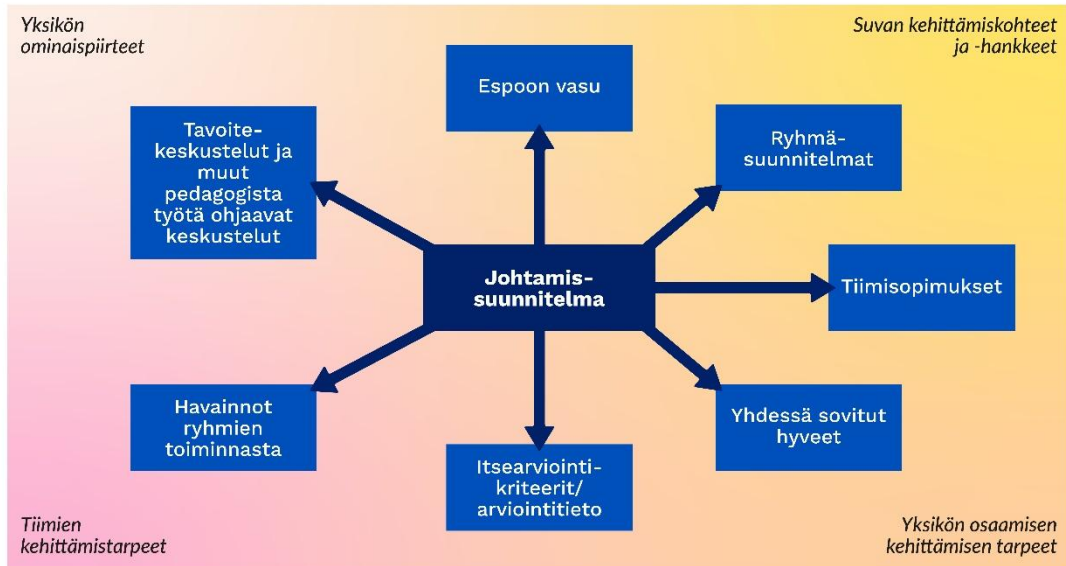 Yksikön
ominaispiirteet
Suvan kehittämiskohteet
ja -hankkeet
Espoon vasu
Tavoite-
keskustelut ja
muut
pedagogista
työtä ohjaavat
keskustelut
Ryhmä-
suunnitelmat
Johtamis-
suunnitelma
Tiimisopimukset
Havainnot
ryhmien
toiminnasta
Yhdessä sovitut
hyveet
Itsearviointi-
kriteerit/
arviointitieto
Tiimien
kehittämistarpeet
Yksikön osaamisen
kehittämisen tarpeet